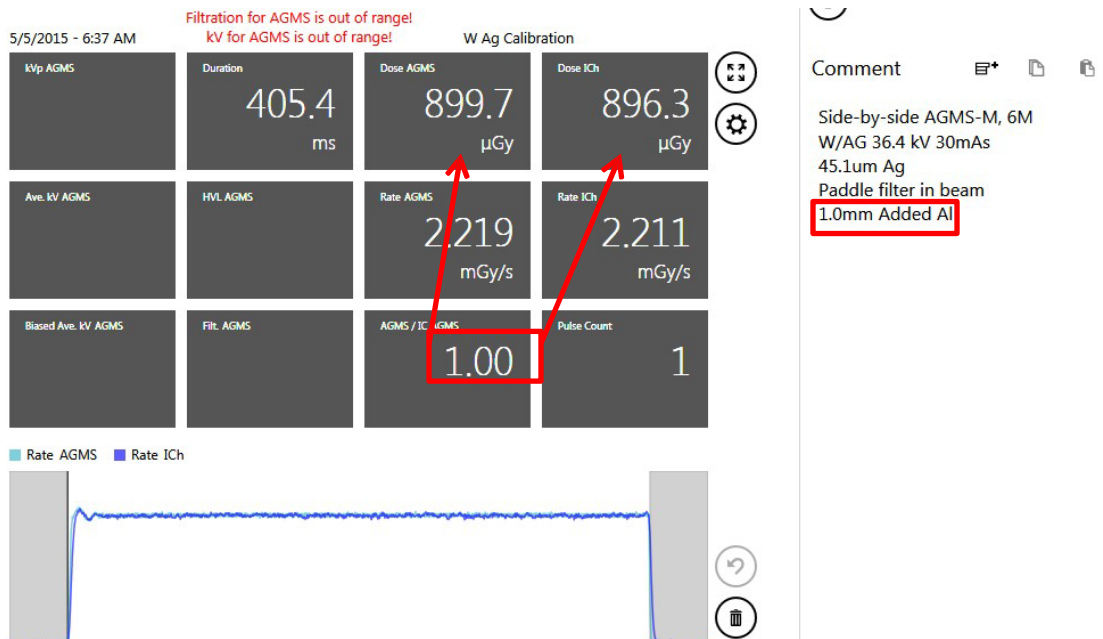 Filtration for AGMS is out of range!
5/5/2015 - 6:37 AM
kV for AGMS is out of range!
W Ag Calibration
kVp AGMS
Duration
405.4
ms
Dose AGMS
899.7
µGy
Dose ICh
896.3
µGy
Ave. kV AGMS
HVL AGMS
Rate AGMS
2.219
mGy/s
Rate ICh
2.211
mGy/s
Biased Ave. kV AGMS
Filt. AGMS
AGMS / IC AGMS
1.00
Pulse Count
1
Rate AGMS
Rate ICh
Comment
Side-by-side AGMS-M, 6M
W/AG 36.4 kV 30mAs
45.1um Ag
Paddle filter in beam
1.0mm Added Al